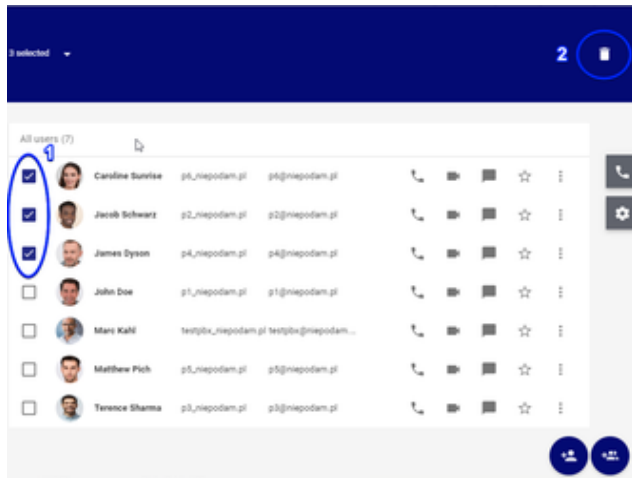 3 selected
2
All users (7)
1
Caroline Sunrise p6_niepodam.pl p6@niepodam.pl
Jacob Schwarz p2_niepodam.pl p2@niepodam.pl
James Dyson p4_niepodam.pl p4@niepodam.pl
John Doe p1_niepodam.pl p1@niepodam.pl
Marc Kahl testpbx_niepodam.pl testpbx@niepodam...
Matthew Pich p5_niepodam.pl p5@niepodam.pl
Terence Sharma p3_niepodam.pl p3@niepodam.pl